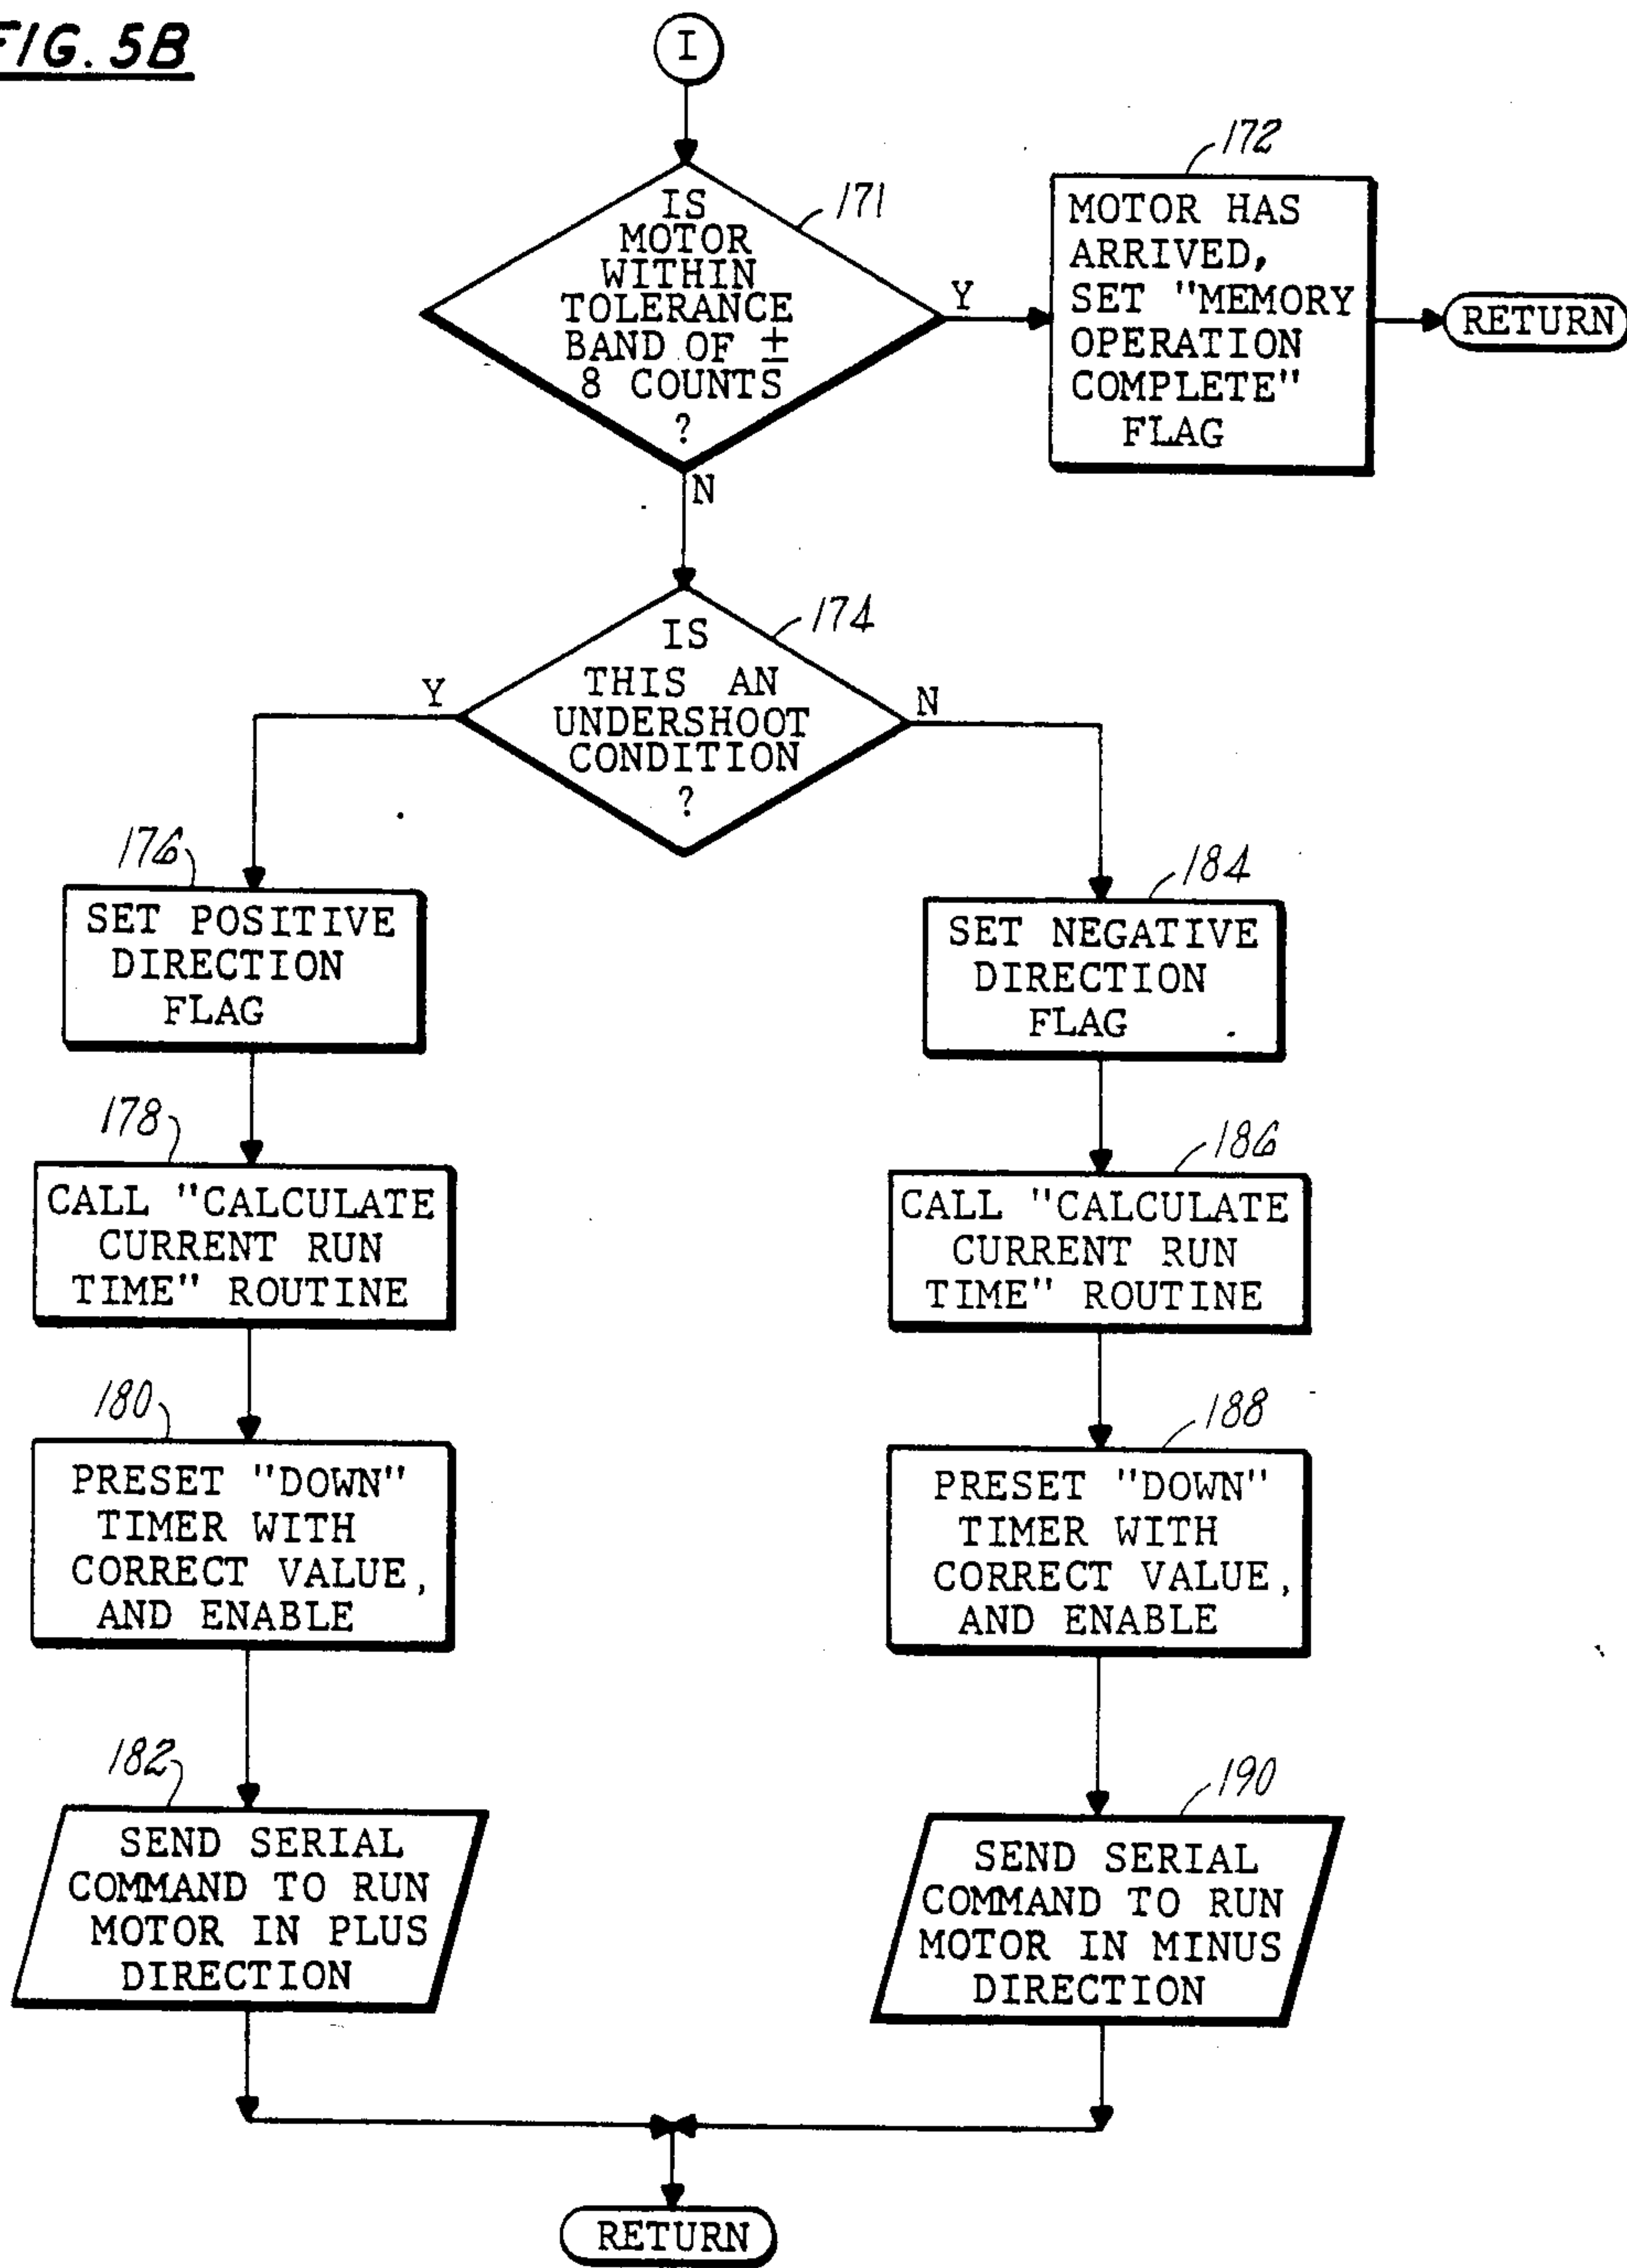 FIG. 5B
I
171
IS
MOTOR
WITHIN
TOLERANCE
BAND OF ±
8 COUNTS
?
Y
N
172
MOTOR HAS
ARRIVED,
SET "MEMORY
OPERATION
COMPLETE"
FLAG
RETURN
174
IS
THIS AN
UNDERSHOOT
CONDITION
?
Y
N
176
SET POSITIVE
DIRECTION
FLAG
178
CALL "CALCULATE
CURRENT RUN
TIME" ROUTINE
180
PRESET "DOWN"
TIMER WITH
CORRECT VALUE,
AND ENABLE
182
SEND SERIAL
COMMAND TO RUN
MOTOR IN PLUS
DIRECTION
184
SET NEGATIVE
DIRECTION
FLAG
186
CALL "CALCULATE
CURRENT RUN
TIME" ROUTINE
188
PRESET "DOWN"
TIMER WITH
CORRECT VALUE,
AND ENABLE
190
SEND SERIAL
COMMAND TO RUN
MOTOR IN MINUS
DIRECTION
RETURN